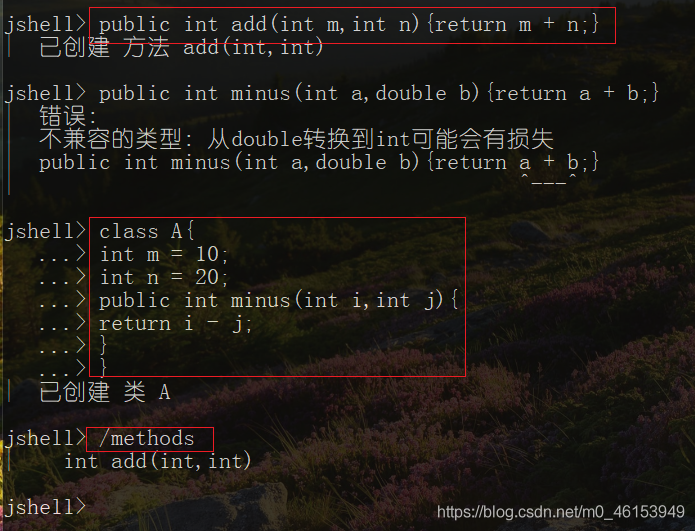 jshell> public int add(int m,int n){return m + n;}
| 已创建 方法 add(int,int)
jshell> public int minus(int a,double b){return a + b;}
| 错误:
| 不兼容的类型: 从double转换到int可能会有损失
| public int minus(int a,double b){return a + b;}
| ^___^
jshell> class A{
...> int m = 10;
...> int n = 20;
...> public int minus(int i,int j){
...> return i - j;
...> }
...> }
| 已创建 类 A
jshell> /methods
| int add(int,int)
jshell>
https://blog.csdn.net/m0_46153949